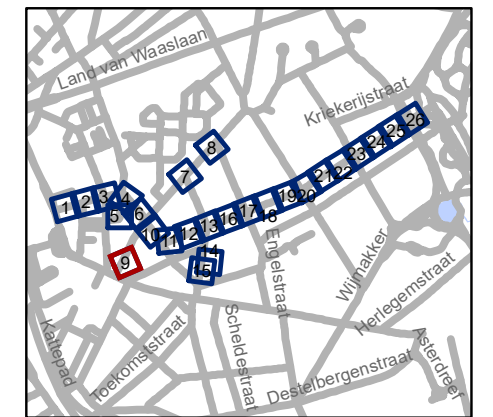 Land van Waaslaan
Kriekerijstraat
8
7
1
2
3
4
5
6
9
10
11
12
13
14
15
16
17
18
19
20
21
22
23
24
25
26
Engelstraat
Wijmakker
Herlegemstraat
Kattepad
Toekomststraat
Scheldestraat
Destelbergenstraat
Asterdreef